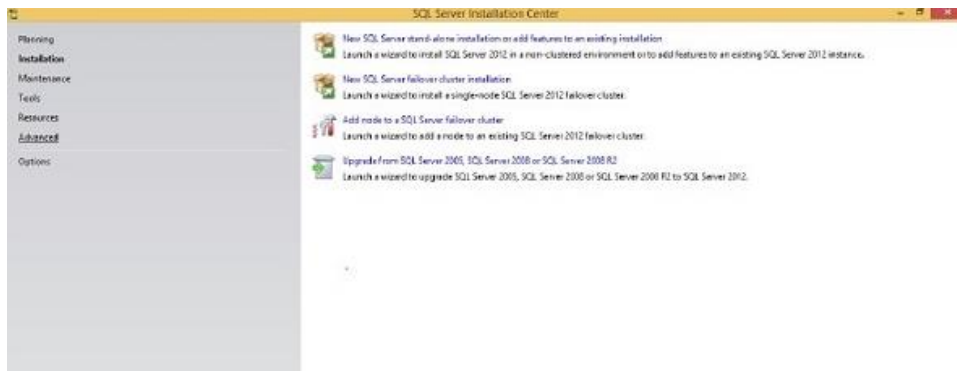 SQL Server Installation Center
Planning
Installation
Maintenance
Tools
Resources
Advanced
Options
New SQL Server stand-alone installation or add features to an existing installation
Launch a wizard to install SQL Server 2012 in a non-clustered environment or to add features to an existing SQL Server 2012 instance.
New SQL Server failover cluster installation
Launch a wizard to install a single-node SQL Server 2012 failover cluster.
Add node to a SQL Server failover cluster
Launch a wizard to add a node to an existing SQL Server 2012 failover cluster.
Upgrade from SQL Server 2005, SQL Server 2008 or SQL Server 2008 R2
Launch a wizard to upgrade SQL Server 2005, SQL Server 2008 or SQL Server 2008 R2 to SQL Server 2012.